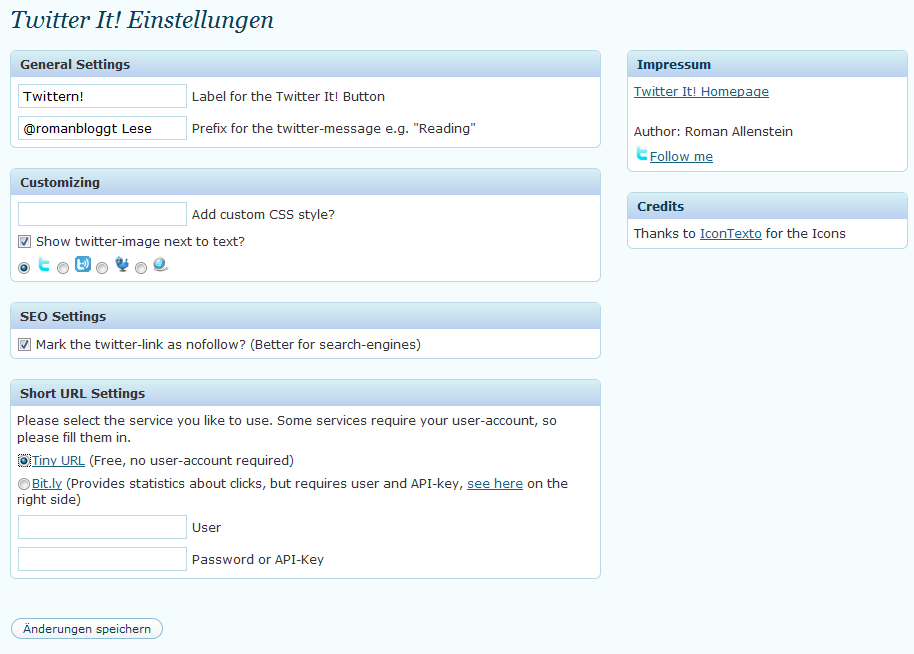 Twitter It! Einstellungen
General Settings
Twittern! Label for the Twitter It! Button
@romanbloggt Lese Prefix for the twitter-message e.g. "Reading"
Customizing
Add custom CSS style?
Show twitter-image next to text?
SEO Settings
Mark the twitter-link as nofollow? (Better for search-engines)
Short URL Settings
Please select the service you like to use. Some services require your user-account, so
please fill them in.
Tiny URL (Free, no user-account required)
Bit.ly (Provides statistics about clicks, but requires user and API-key, see here on the
right side)
User
Password or API-Key
Änderungen speichern
Impressum
Twitter It! Homepage
Author: Roman Allenstein
Follow me
Credits
Thanks to IconTexto for the Icons